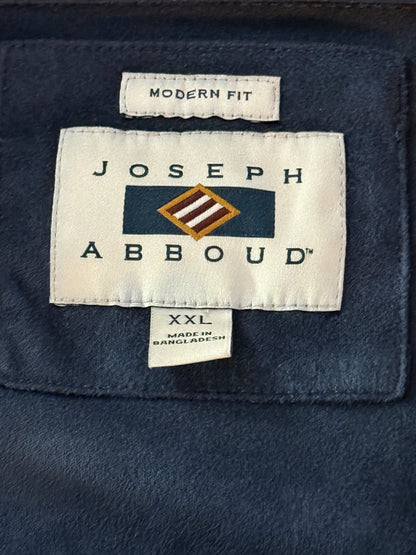 MODERN FIT
JOSEPH
ABBOUD™
XXL
MADE IN
BANGLADESH